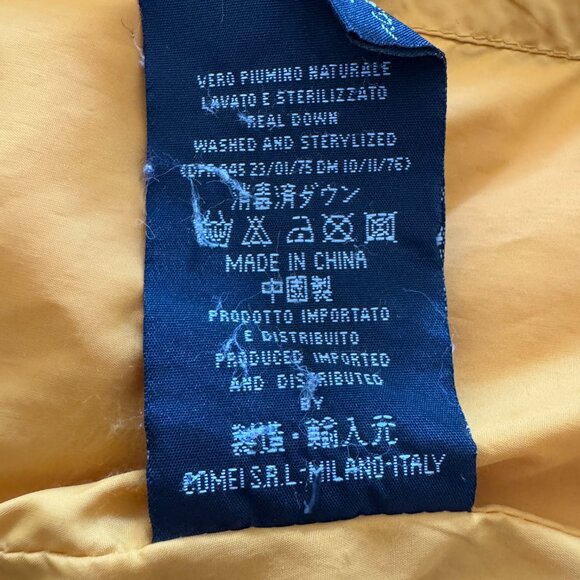 VERO PIUMINO NATURALE
LAVATO E STERILIZZATO
REAL DOWN
WASHED AND STERYLIZED
(DPR 845 23/01/75 DM 10/11/76)
消毒済ダウン
MADE IN CHINA
中國製
PRODOTTO IMPORTATO
E DISTRIBUITO
PRODUCED IMPORTED
AND DISTRIBUTED
BY
製造・輸入元
COMEI S.R.L.-MILANO-ITALY